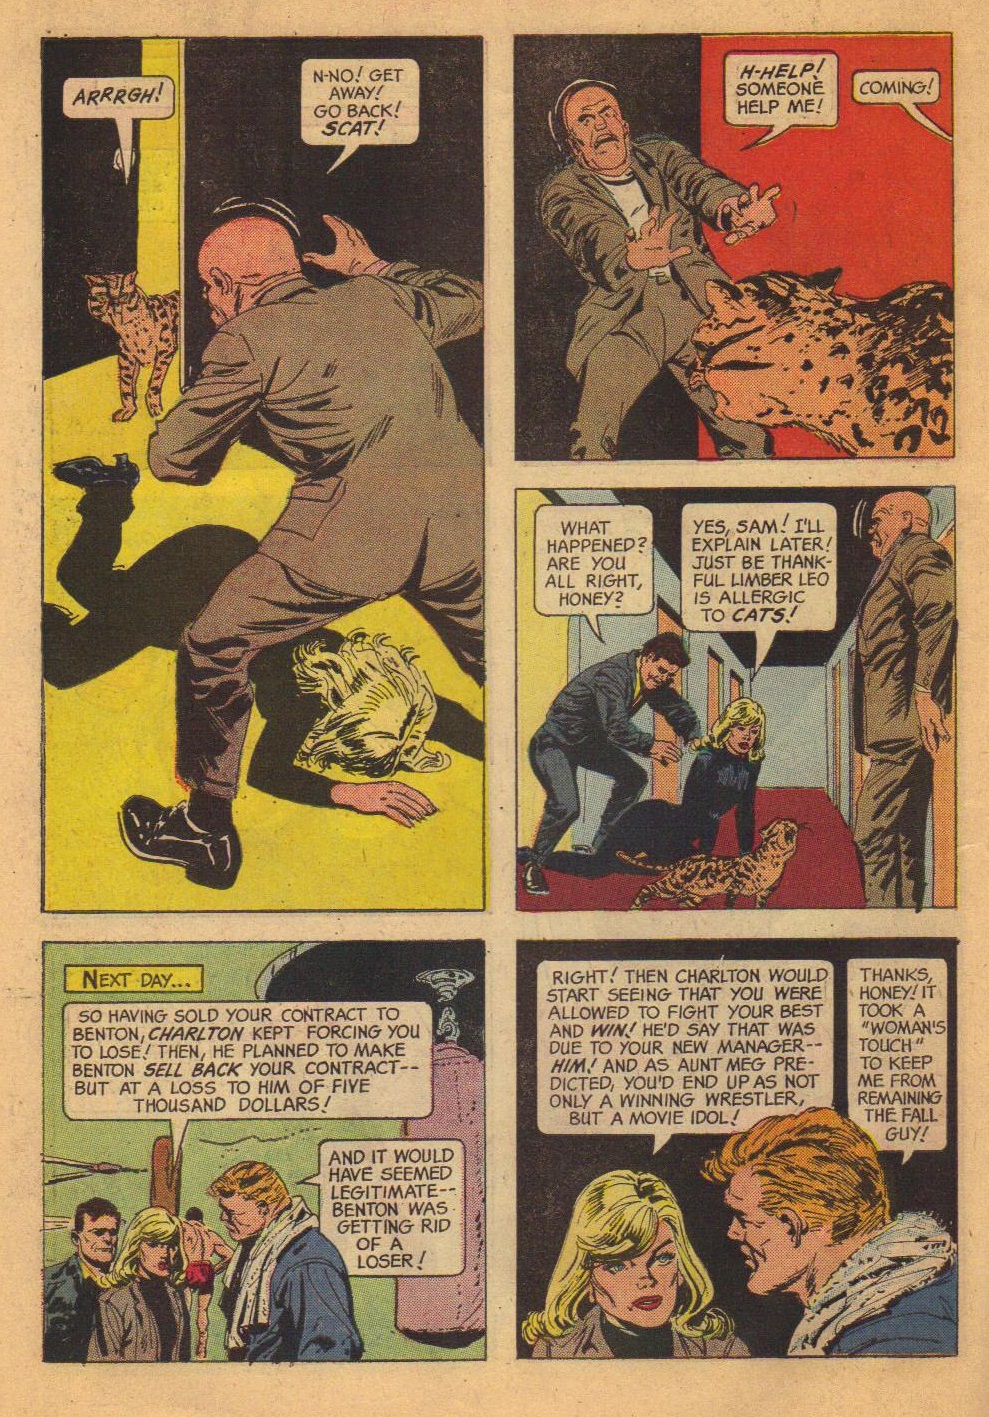 ARRRGH!
N-NO! GET
AWAY!
GO BACK!
SCAT!
H-HELP!
SOMEONE
HELP ME!
COMING!
WHAT
HAPPENED?
ARE YOU
ALL RIGHT,
HONEY?
YES, SAM! I'LL
EXPLAIN LATER!
JUST BE THANK-
FUL LIMBER LEO
IS ALLERGIC
TO CATS!
NEXT DAY...
SO HAVING SOLD YOUR CONTRACT TO
BENTON, CHARLTON KEPT FORCING YOU
TO LOSE! THEN, HE PLANNED TO MAKE
BENTON SELL BACK YOUR CONTRACT--
BUT AT A LOSS TO HIM OF FIVE
THOUSAND DOLLARS!
AND IT WOULD
HAVE SEEMED
LEGITIMATE--
BENTON WAS
GETTING RID
OF A
LOSER!
RIGHT! THEN CHARLTON WOULD
START SEEING THAT YOU WERE
ALLOWED TO FIGHT YOUR BEST
AND WIN! HE'D SAY THAT WAS
DUE TO YOUR NEW MANAGER--
HIM! AND AS AUNT MEG PRE-
DICTED, YOU'D END UP AS NOT
ONLY A WINNING WRESTLER,
BUT A MOVIE IDOL!
THANKS,
HONEY! IT
TOOK A
"WOMAN'S
TOUCH"
TO KEEP
ME FROM
REMAINING
THE FALL
GUY!